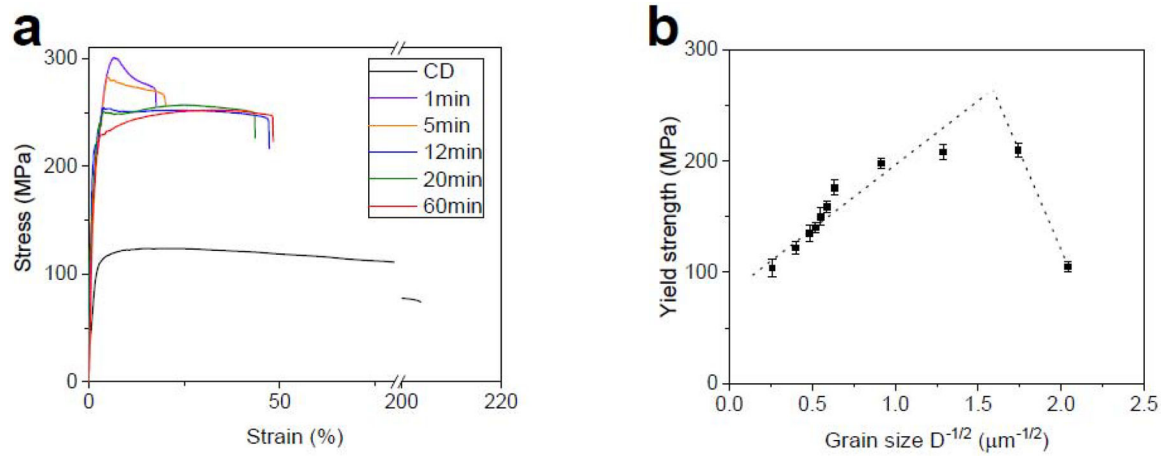 a
300
200
100
0
0
50
200
220
Stress (MPa)
Strain (%)
CD
1min
5min
12min
20min
60min
b
300
200
100
0
0.0
0.5
1.0
1.5
2.0
2.5
Yield strength (MPa)
Grain size D⁻¹/² (μm⁻¹/²)